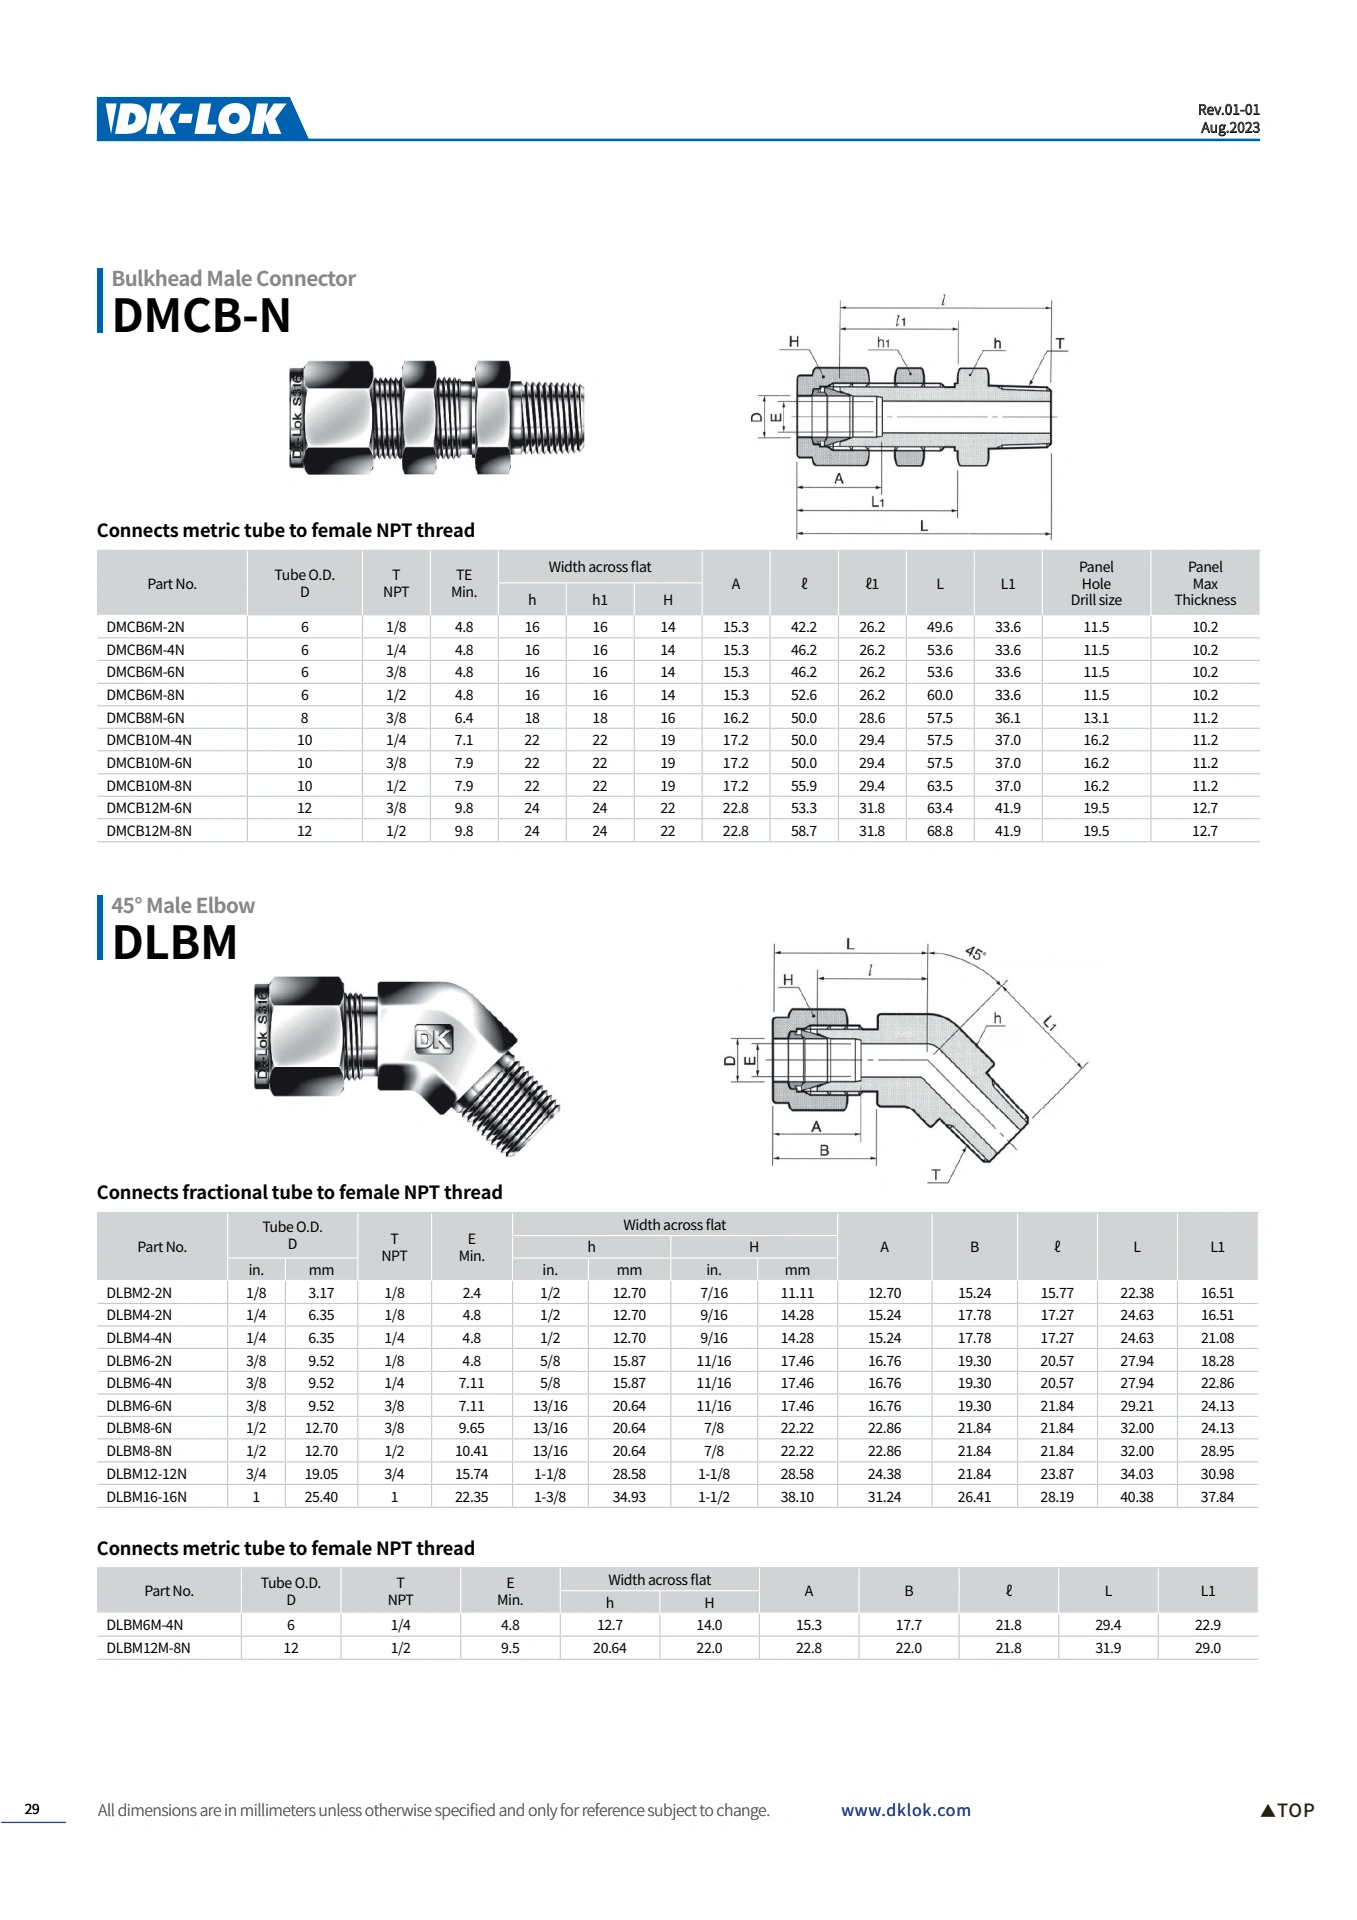 DK-LOK
Rev.01-01
Aug.2023
Bulkhead Male Connector
DMCB-N
DK-Lok S316
l
l1
H h1 h T
D E
A
L1
L
Connects metric tube to female NPT thread
Part No. Tube O.D. D T NPT TE Min. Width across flat A ℓ ℓ1 L L1 Panel Hole Drill size Panel Max Thickness
h h1 H
DMCB6M-2N 6 1/8 4.8 16 16 14 15.3 42.2 26.2 49.6 33.6 11.5 10.2
DMCB6M-4N 6 1/4 4.8 16 16 14 15.3 46.2 26.2 53.6 33.6 11.5 10.2
DMCB6M-6N 6 3/8 4.8 16 16 14 15.3 46.2 26.2 53.6 33.6 11.5 10.2
DMCB6M-8N 6 1/2 4.8 16 16 14 15.3 52.6 26.2 60.0 33.6 11.5 10.2
DMCB8M-6N 8 3/8 6.4 18 18 16 16.2 50.0 28.6 57.5 36.1 13.1 11.2
DMCB10M-4N 10 1/4 7.1 22 22 19 17.2 50.0 29.4 57.5 37.0 16.2 11.2
DMCB10M-6N 10 3/8 7.9 22 22 19 17.2 50.0 29.4 57.5 37.0 16.2 11.2
DMCB10M-8N 10 1/2 7.9 22 22 19 17.2 55.9 29.4 63.5 37.0 16.2 11.2
DMCB12M-6N 12 3/8 9.8 24 24 22 22.8 53.3 31.8 63.4 41.9 19.5 12.7
DMCB12M-8N 12 1/2 9.8 24 24 22 22.8 58.7 31.8 68.8 41.9 19.5 12.7
45° Male Elbow
DLBM
DK-Lok S316
DK
L
45°
l
H
h
L1
D E
A
B
T
Connects fractional tube to female NPT thread
Part No. Tube O.D. D T NPT E Min. Width across flat A B ℓ L L1
h H
in. mm in. mm in. mm
DLBM2-2N 1/8 3.17 1/8 2.4 1/2 12.70 7/16 11.11 12.70 15.24 15.77 22.38 16.51
DLBM4-2N 1/4 6.35 1/8 4.8 1/2 12.70 9/16 14.28 15.24 17.78 17.27 24.63 16.51
DLBM4-4N 1/4 6.35 1/4 4.8 1/2 12.70 9/16 14.28 15.24 17.78 17.27 24.63 21.08
DLBM6-2N 3/8 9.52 1/8 4.8 5/8 15.87 11/16 17.46 16.76 19.30 20.57 27.94 18.28
DLBM6-4N 3/8 9.52 1/4 7.11 5/8 15.87 11/16 17.46 16.76 19.30 20.57 27.94 22.86
DLBM6-6N 3/8 9.52 3/8 7.11 13/16 20.64 11/16 17.46 16.76 19.30 21.84 29.21 24.13
DLBM8-6N 1/2 12.70 3/8 9.65 13/16 20.64 7/8 22.22 22.86 21.84 21.84 32.00 24.13
DLBM8-8N 1/2 12.70 1/2 10.41 13/16 20.64 7/8 22.22 22.86 21.84 21.84 32.00 28.95
DLBM12-12N 3/4 19.05 3/4 15.74 1-1/8 28.58 1-1/8 28.58 24.38 21.84 23.87 34.03 30.98
DLBM16-16N 1 25.40 1 22.35 1-3/8 34.93 1-1/2 38.10 31.24 26.41 28.19 40.38 37.84
Connects metric tube to female NPT thread
Part No. Tube O.D. D T NPT E Min. Width across flat A B ℓ L L1
h H
DLBM6M-4N 6 1/4 4.8 12.7 14.0 15.3 17.7 21.8 29.4 22.9
DLBM12M-8N 12 1/2 9.5 20.64 22.0 22.8 22.0 21.8 31.9 29.0
29 All dimensions are in millimeters unless otherwise specified and only for reference subject to change. www.dklok.com ▲TOP